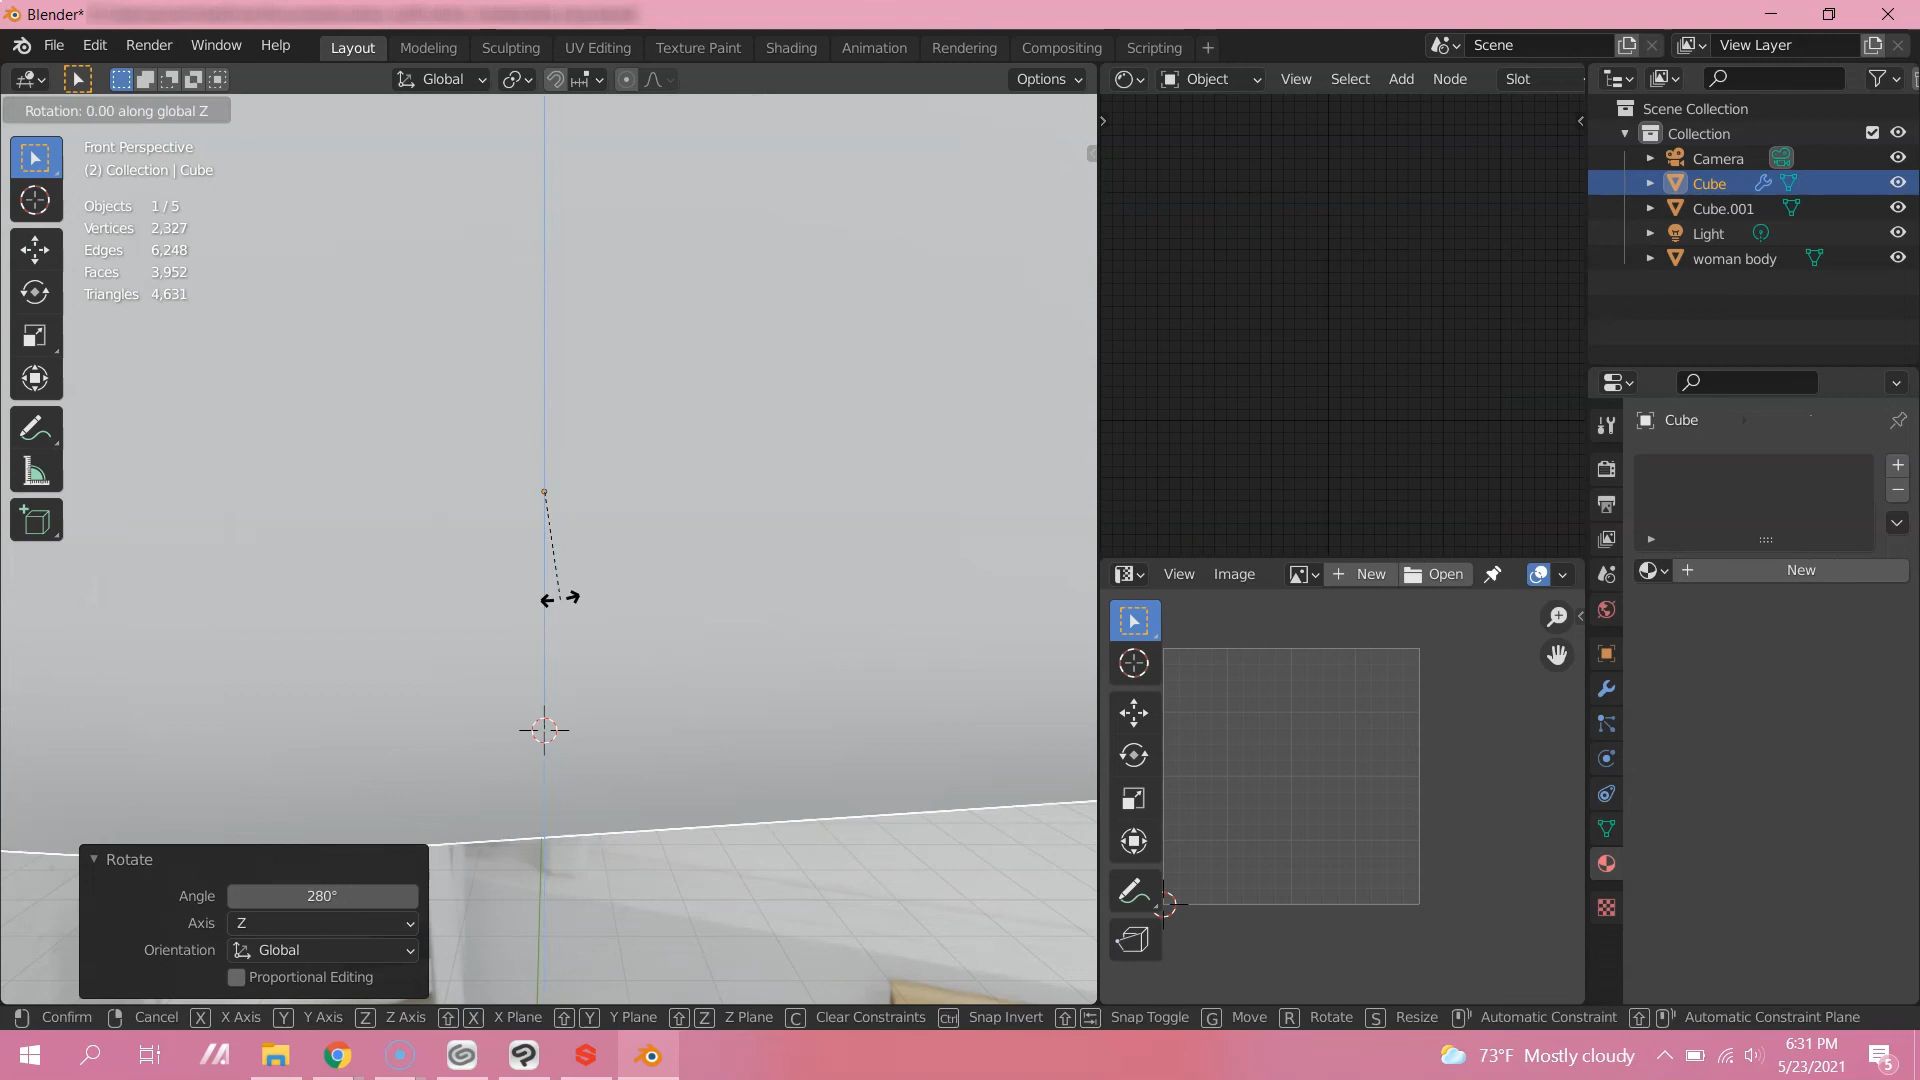 Blender*
File Edit Render Window Help Layout Modeling Sculpting UV Editing Texture Paint Shading Animation Rendering Compositing Scripting + Scene View Layer
Global Options Object View Select Add Node Slot
Rotation: 0.00 along global Z
Front Perspective
(2) Collection | Cube
Objects 1 / 5
Vertices 2,327
Edges 6,248
Faces 3,952
Triangles 4,631
Scene Collection
Collection
Camera
Cube
Cube.001
Light
woman body
Cube
New
View Image New Open
Rotate
Angle 280°
Axis Z
Orientation Global
Proportional Editing
Confirm Cancel X X Axis Y Y Axis Z Z Axis X X Plane Y Y Plane Z Z Plane C Clear Constraints Ctrl Snap Invert Snap Toggle G Move R Rotate S Resize Automatic Constraint Automatic Constraint Plane
73°F Mostly cloudy
6:31 PM
5/23/2021
5